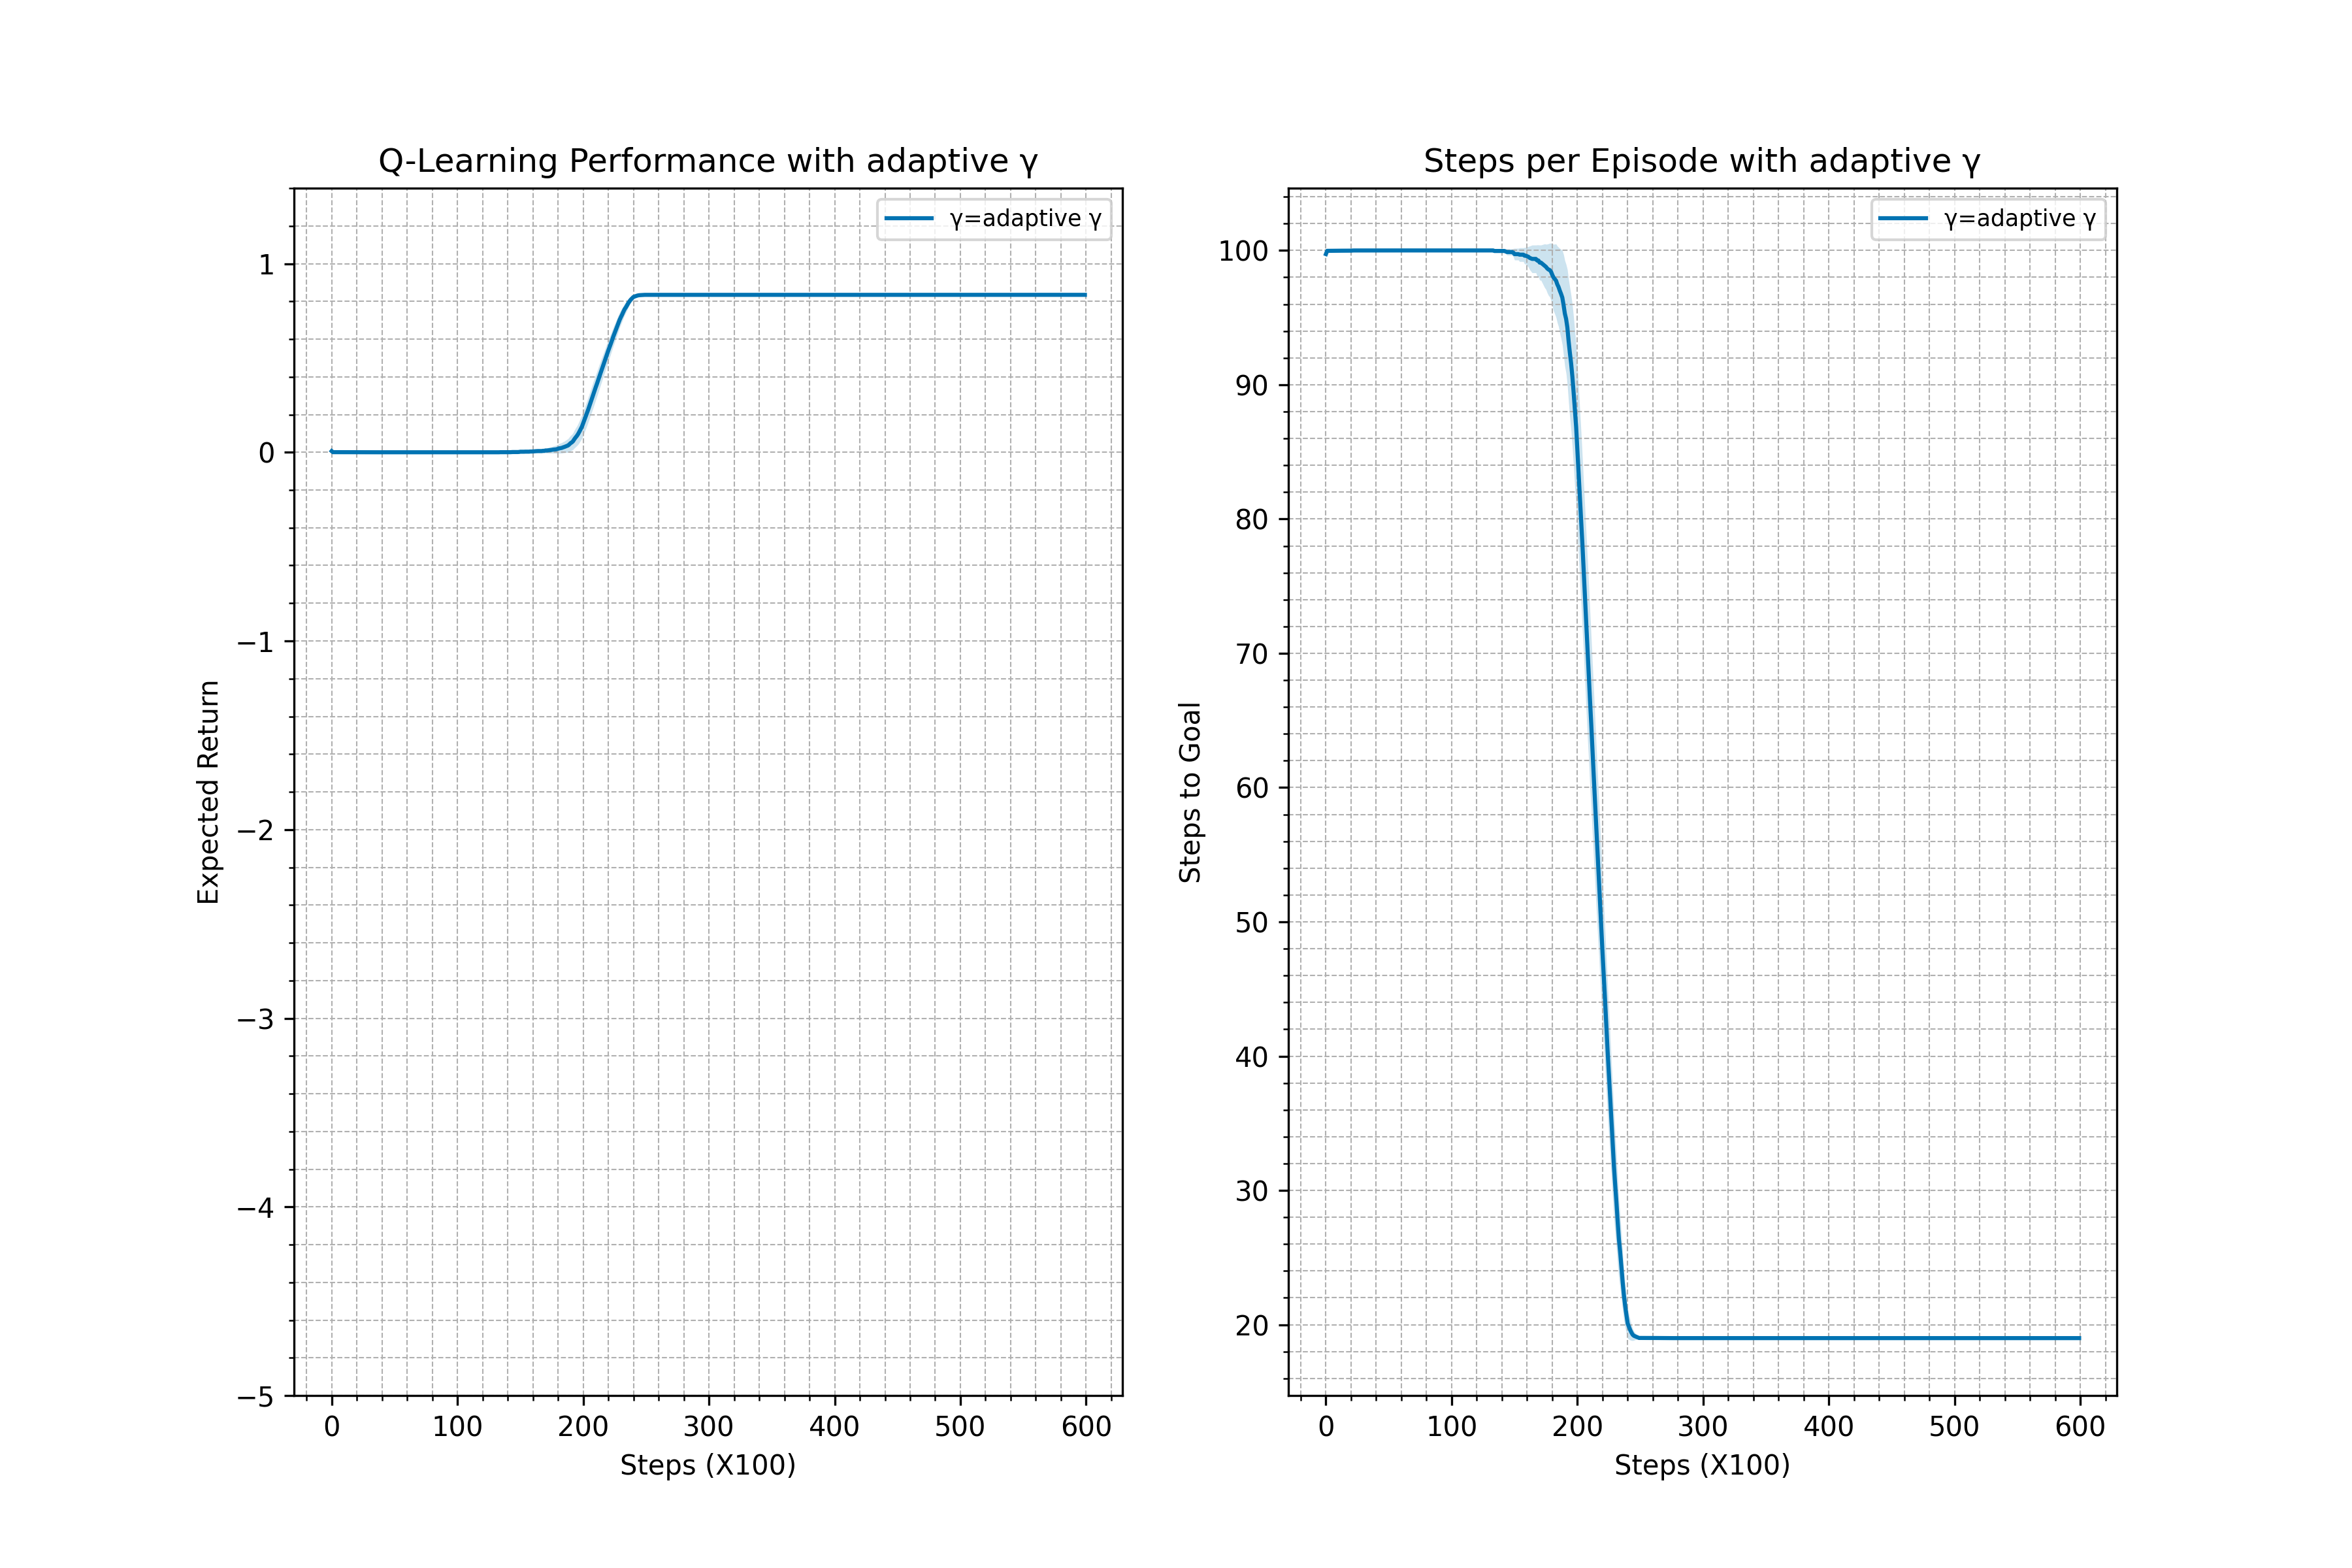 Q-Learning Performance with adaptive γ
γ=adaptive γ
Expected Return
1
0
−1
−2
−3
−4
−5
0 100 200 300 400 500 600
Steps (X100)
Steps per Episode with adaptive γ
γ=adaptive γ
Steps to Goal
100
90
80
70
60
50
40
30
20
0 100 200 300 400 500 600
Steps (X100)